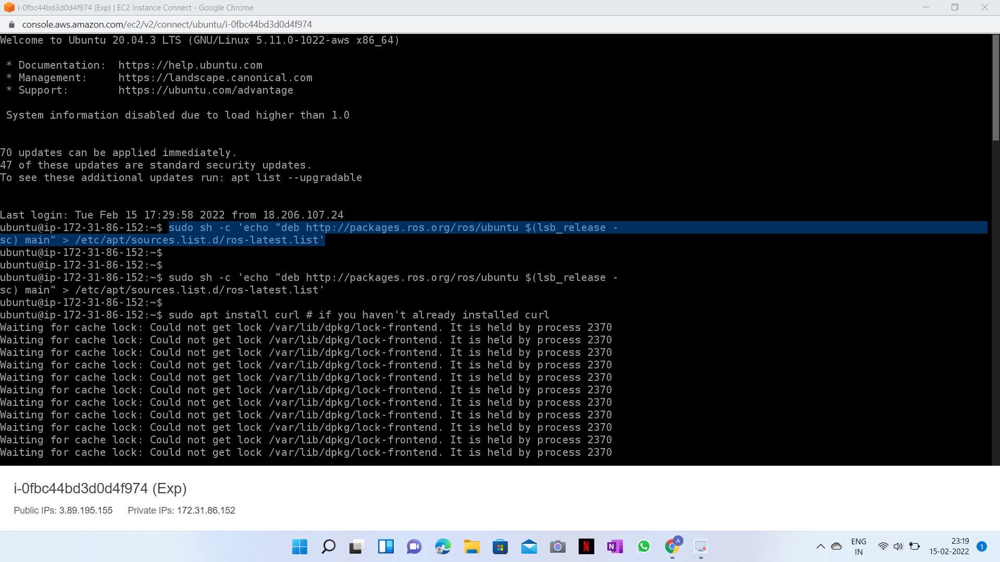 i-0fbc44bd3d0d4f974 (Exp) | EC2 Instance Connect - Google Chrome
console.aws.amazon.com/ec2/v2/connect/ubuntu/i-0fbc44bd3d0d4f974
Welcome to Ubuntu 20.04.3 LTS (GNU/Linux 5.11.0-1022-aws x86_64)
* Documentation:  https://help.ubuntu.com
* Management:     https://landscape.canonical.com
* Support:        https://ubuntu.com/advantage
System information disabled due to load higher than 1.0
70 updates can be applied immediately.
47 of these updates are standard security updates.
To see these additional updates run: apt list --upgradable
Last login: Tue Feb 15 17:29:58 2022 from 18.206.107.24
ubuntu@ip-172-31-86-152:~$ sudo sh -c 'echo "deb http://packages.ros.org/ros/ubuntu $(lsb_release -
sc) main" > /etc/apt/sources.list.d/ros-latest.list'
ubuntu@ip-172-31-86-152:~$
ubuntu@ip-172-31-86-152:~$
ubuntu@ip-172-31-86-152:~$ sudo sh -c 'echo "deb http://packages.ros.org/ros/ubuntu $(lsb_release -
sc) main" > /etc/apt/sources.list.d/ros-latest.list'
ubuntu@ip-172-31-86-152:~$
ubuntu@ip-172-31-86-152:~$ sudo apt install curl # if you haven't already installed curl
Waiting for cache lock: Could not get lock /var/lib/dpkg/lock-frontend. It is held by process 2370
Waiting for cache lock: Could not get lock /var/lib/dpkg/lock-frontend. It is held by process 2370
Waiting for cache lock: Could not get lock /var/lib/dpkg/lock-frontend. It is held by process 2370
Waiting for cache lock: Could not get lock /var/lib/dpkg/lock-frontend. It is held by process 2370
Waiting for cache lock: Could not get lock /var/lib/dpkg/lock-frontend. It is held by process 2370
Waiting for cache lock: Could not get lock /var/lib/dpkg/lock-frontend. It is held by process 2370
Waiting for cache lock: Could not get lock /var/lib/dpkg/lock-frontend. It is held by process 2370
Waiting for cache lock: Could not get lock /var/lib/dpkg/lock-frontend. It is held by process 2370
Waiting for cache lock: Could not get lock /var/lib/dpkg/lock-frontend. It is held by process 2370
Waiting for cache lock: Could not get lock /var/lib/dpkg/lock-frontend. It is held by process 2370
Waiting for cache lock: Could not get lock /var/lib/dpkg/lock-frontend. It is held by process 2370
i-0fbc44bd3d0d4f974 (Exp)
Public IPs: 3.89.195.155     Private IPs: 172.31.86.152
N
N
A
ENG
IN
23:19
15-02-2022
1